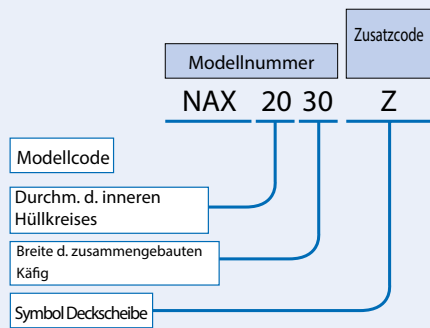 Zusatzcode
Modellnummer
NAX 20 30 Z
Modellcode
Durchm. d. inneren
Hüllkreises
Breite d. zusammengebauten
Käfig
Symbol Deckscheibe